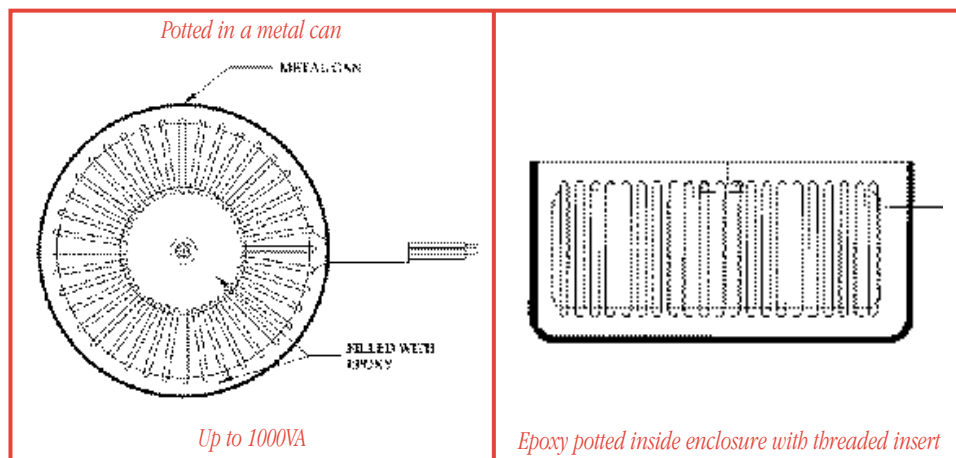 Potted in a metal can
METAL CAN
FILLED WITH
EPOXY
Up to 1000VA
Epoxy potted inside enclosure with threaded insert